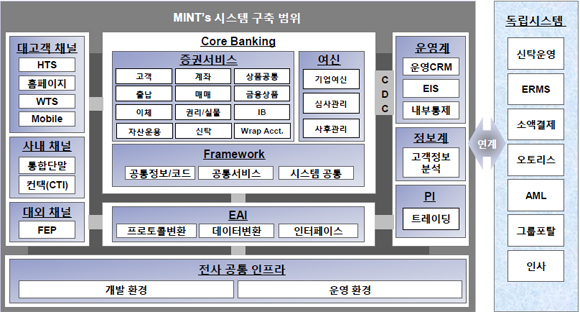 MINT's 시스템 구축 범위
대고객 채널
HTS
홈페이지
WTS
Mobile
사내 채널
통합단말
컨택(CTI)
대외 채널
FEP
Core Banking
증권서비스
고객 계좌 상품공통
출납 매매 금융상품
이체 권리/실물 IB
자산운용 신탁 Wrap Acct.
여신
기업여신
심사관리
사후관리
Framework
공통정보/코드 공통서비스 시스템 공통
EAI
프로토콜변환 데이터변환 인터페이스
C
D
C
운영계
운영CRM
EIS
내부통제
정보계
고객정보
분석
PI
트레이딩
전사 공통 인프라
개발 환경 운영 환경
연계
독립시스템
신탁운영
ERMS
소액결제
오토리스
AML
그룹포탈
인사